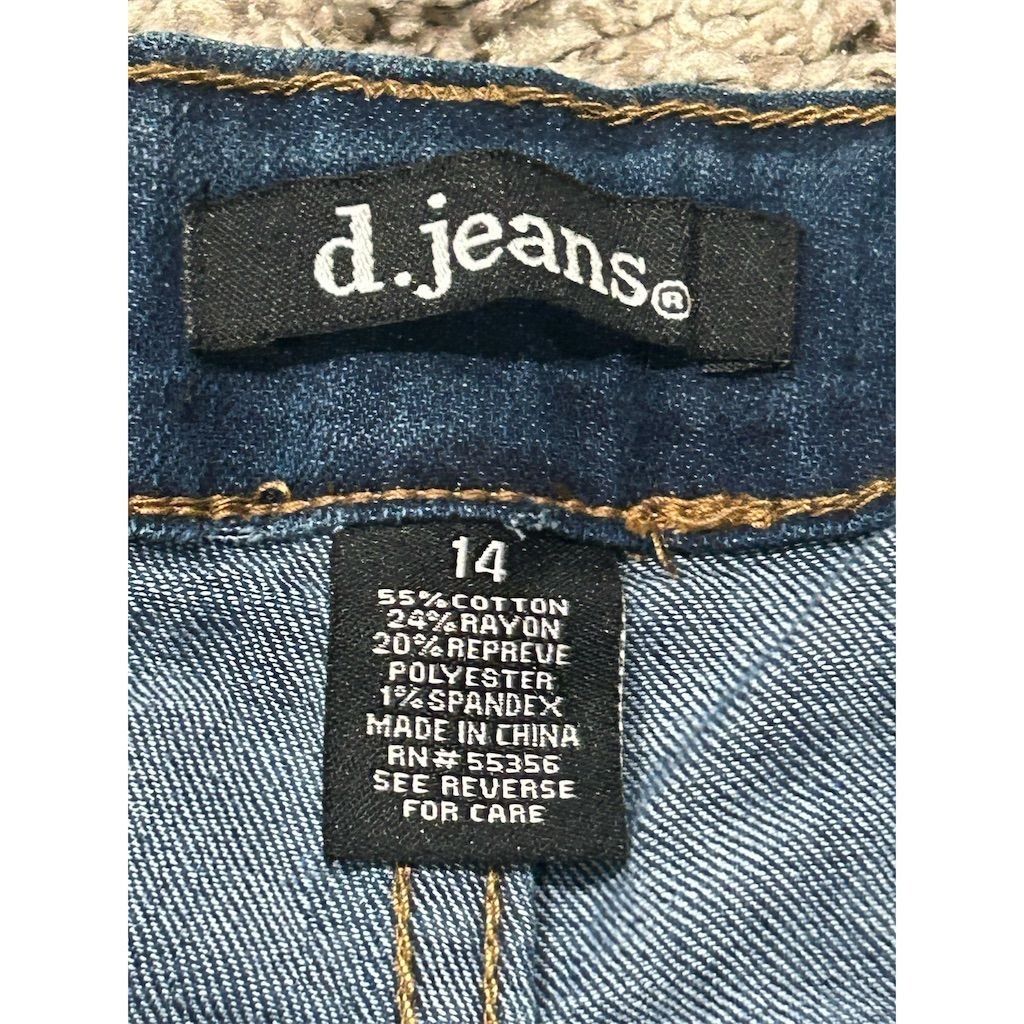 d.jeans®
14
55%COTTON
24%RAYON
20%REPREVE
POLYESTER
1%SPANDEX
MADE IN CHINA
RN#55356
SEE REVERSE
FOR CARE